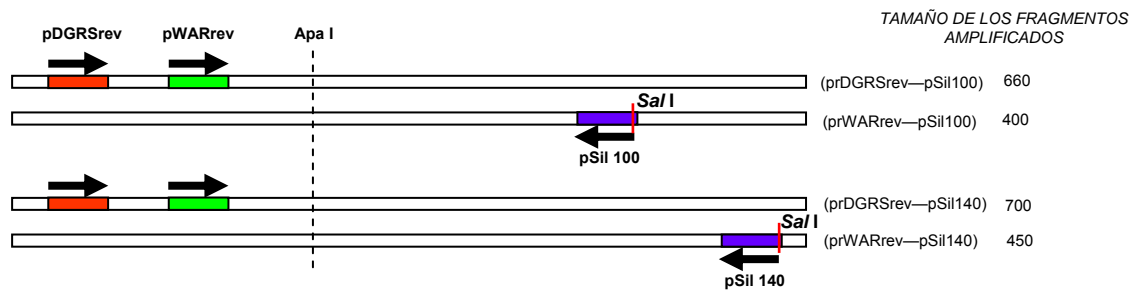 TAMAÑO DE LOS FRAGMENTOS
AMPLIFICADOS
pDGRSrev pWARrev Apa I
(prDGRSrev—pSil100) 660
Sal I
(prWARrev—pSil100) 400
pSil 100
(prDGRSrev—pSil140) 700
Sal I
(prWARrev—pSil140) 450
pSil 140